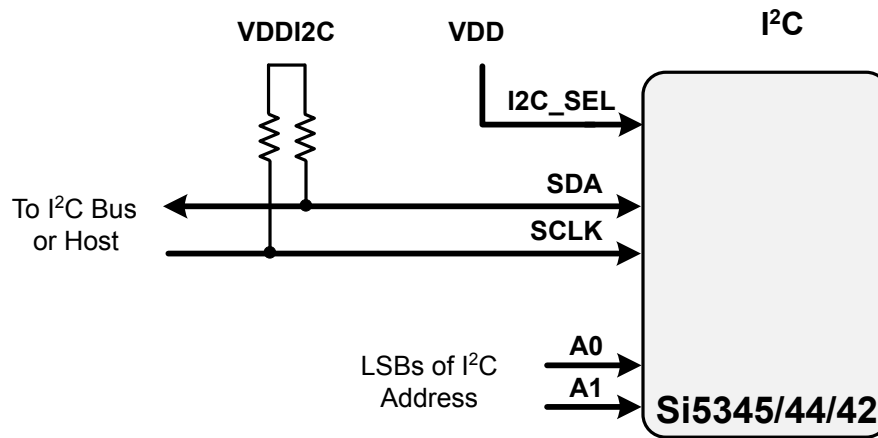 I²C
VDDI2C
VDD
I2C_SEL
SDA
To I²C Bus
or Host
SCLK
A0
LSBs of I²C
Address
A1
Si5345/44/42